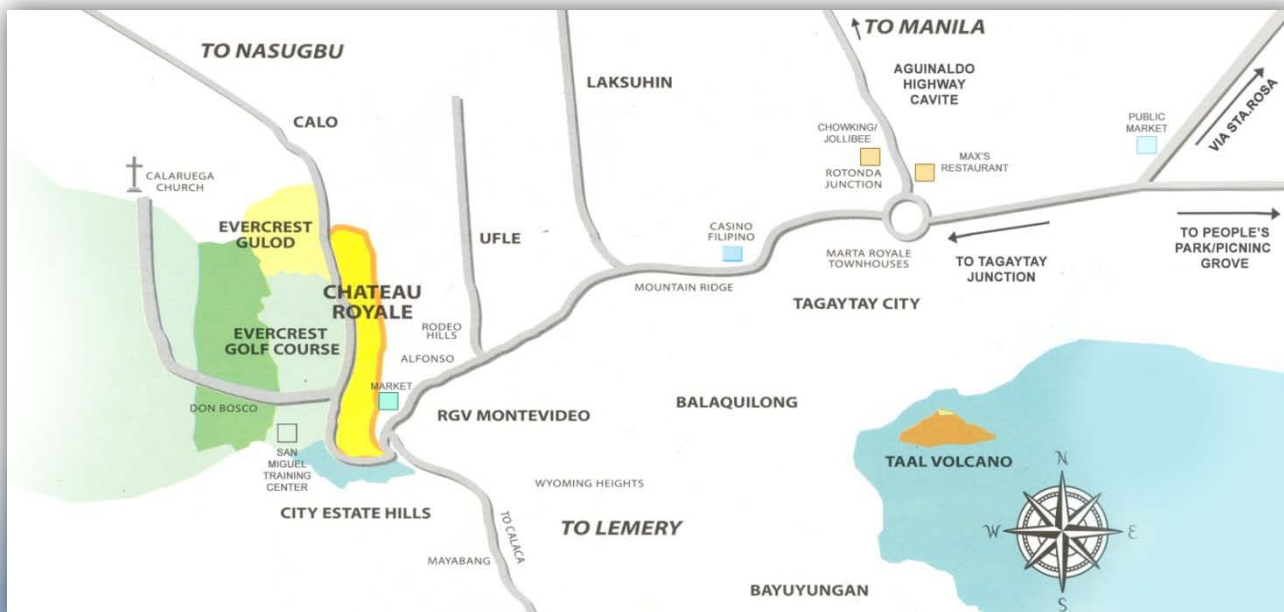 TO NASUGBU
TO MANILA
LAKSUHIN
AGUINALDO
HIGHWAY
CAVITE
CALO
CHOWKING/
JOLLIBEE
PUBLIC
MARKET
VIA STA.ROSA
CALARUEGA
CHURCH
ROTONDA
JUNCTION
MAX'S
RESTAURANT
EVERCREST
GULOD
UFLE
CASINO
FILIPINO
MARTA ROYALE
TOWNHOUSES
TO TAGAYTAY
JUNCTION
TO PEOPLE'S
PARK/PICNINC
GROVE
CHATEAU
ROYALE
MOUNTAIN RIDGE
TAGAYTAY CITY
EVERCREST
GOLF COURSE
RODEO
HILLS
ALFONSO
MARKET
DON BOSCO
RGV MONTEVIDEO
BALAQUILONG
SAN
MIGUEL
TRAINING
CENTER
TAAL VOLCANO
N
WYOMING HEIGHTS
CITY ESTATE HILLS
TO LEMERY
TO CALACA
W
E
MAYABANG
BAYUYUNGAN
S